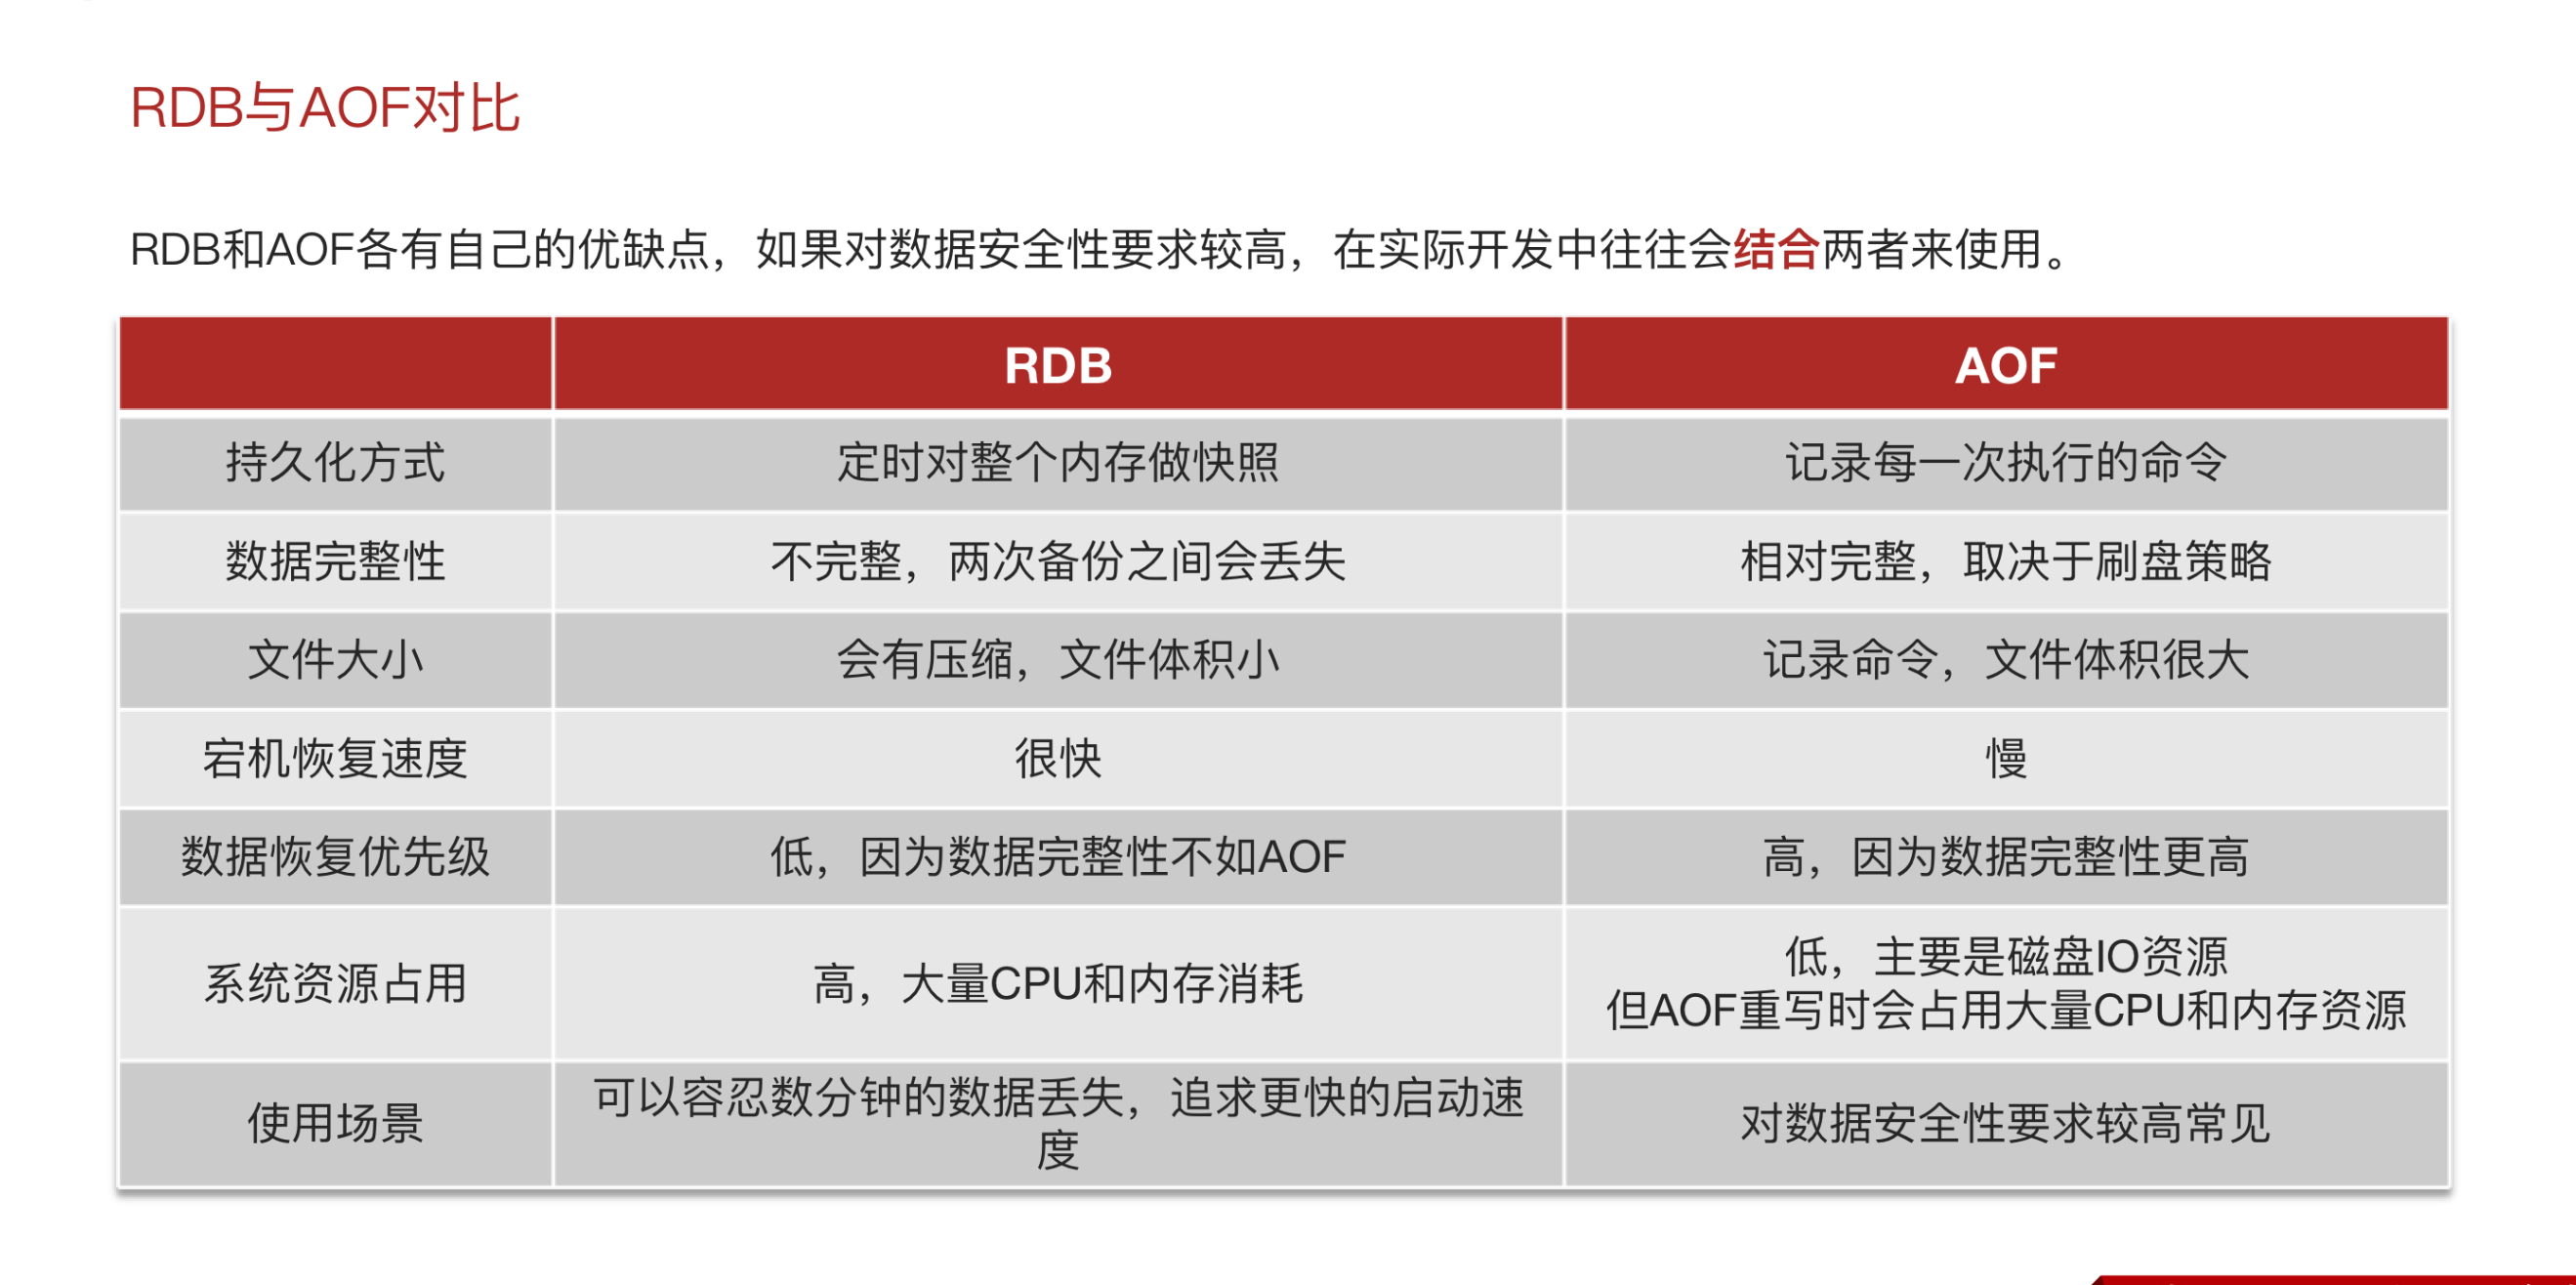 RDB与AOF对比
RDB和AOF各有自己的优缺点，如果对数据安全性要求较高，在实际开发中往往会结合两者来使用。
RDB AOF
持久化方式 定时对整个内存做快照 记录每一次执行的命令
数据完整性 不完整，两次备份之间会丢失 相对完整，取决于刷盘策略
文件大小 会有压缩，文件体积小 记录命令，文件体积很大
宕机恢复速度 很快 慢
数据恢复优先级 低，因为数据完整性不如AOF 高，因为数据完整性更高
系统资源占用 高，大量CPU和内存消耗 低，主要是磁盘IO资源
但AOF重写时会占用大量CPU和内存资源
使用场景 可以容忍数分钟的数据丢失，追求更快的启动速
度 对数据安全性要求较高常见